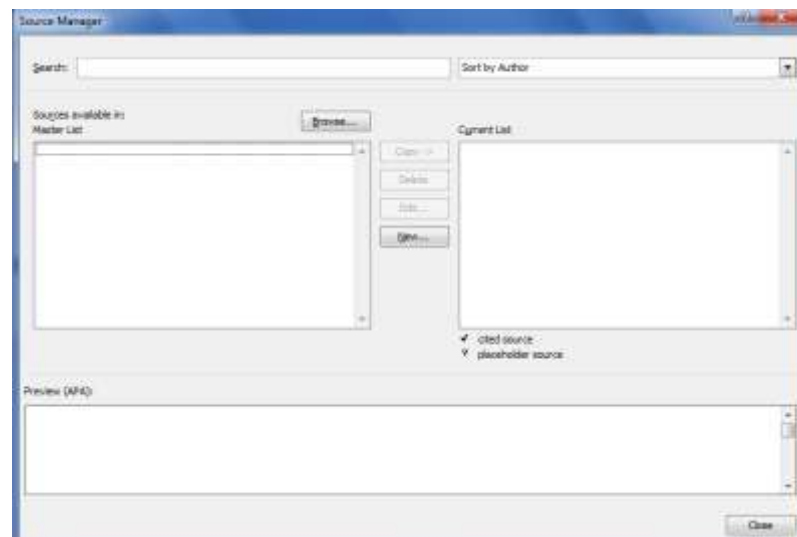 Source Manager
Search:
Sort by Author
Sources available in:
Master List
Browse...
Current List
Copy ->
Delete
Edit...
New...
cited source
? placeholder source
Preview (APA):
Close